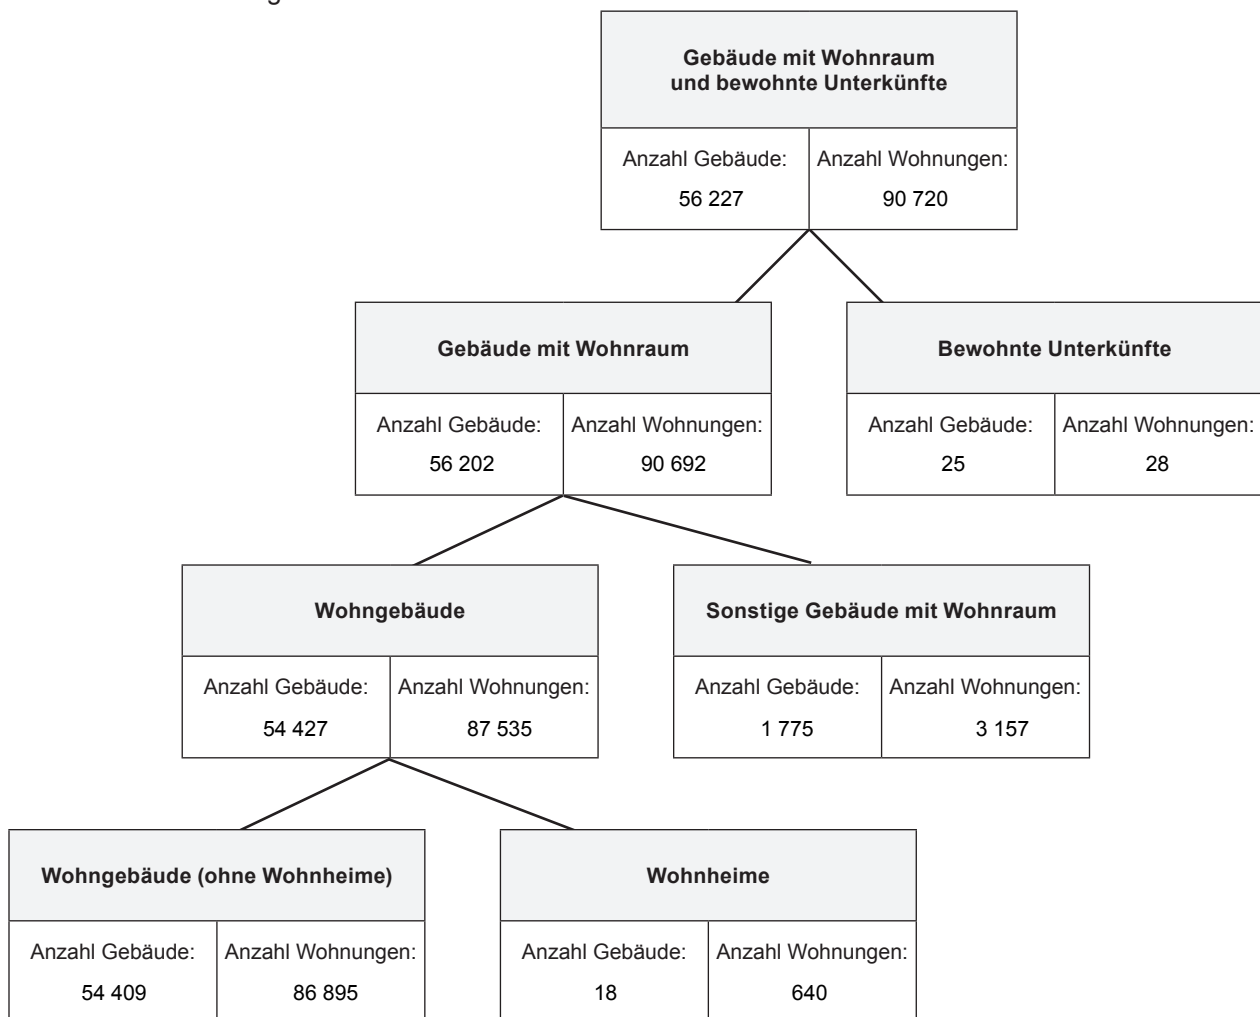 Gebäude mit Wohnraum
und bewohnte Unterkünfte
Anzahl Gebäude: Anzahl Wohnungen:
56 227 90 720
Gebäude mit Wohnraum
Bewohnte Unterkünfte
Anzahl Gebäude: Anzahl Wohnungen:
56 202 90 692
Anzahl Gebäude: Anzahl Wohnungen:
25 28
Wohngebäude
Sonstige Gebäude mit Wohnraum
Anzahl Gebäude: Anzahl Wohnungen:
54 427 87 535
Anzahl Gebäude: Anzahl Wohnungen:
1 775 3 157
Wohngebäude (ohne Wohnheime)
Wohnheime
Anzahl Gebäude: Anzahl Wohnungen:
54 409 86 895
Anzahl Gebäude: Anzahl Wohnungen:
18 640